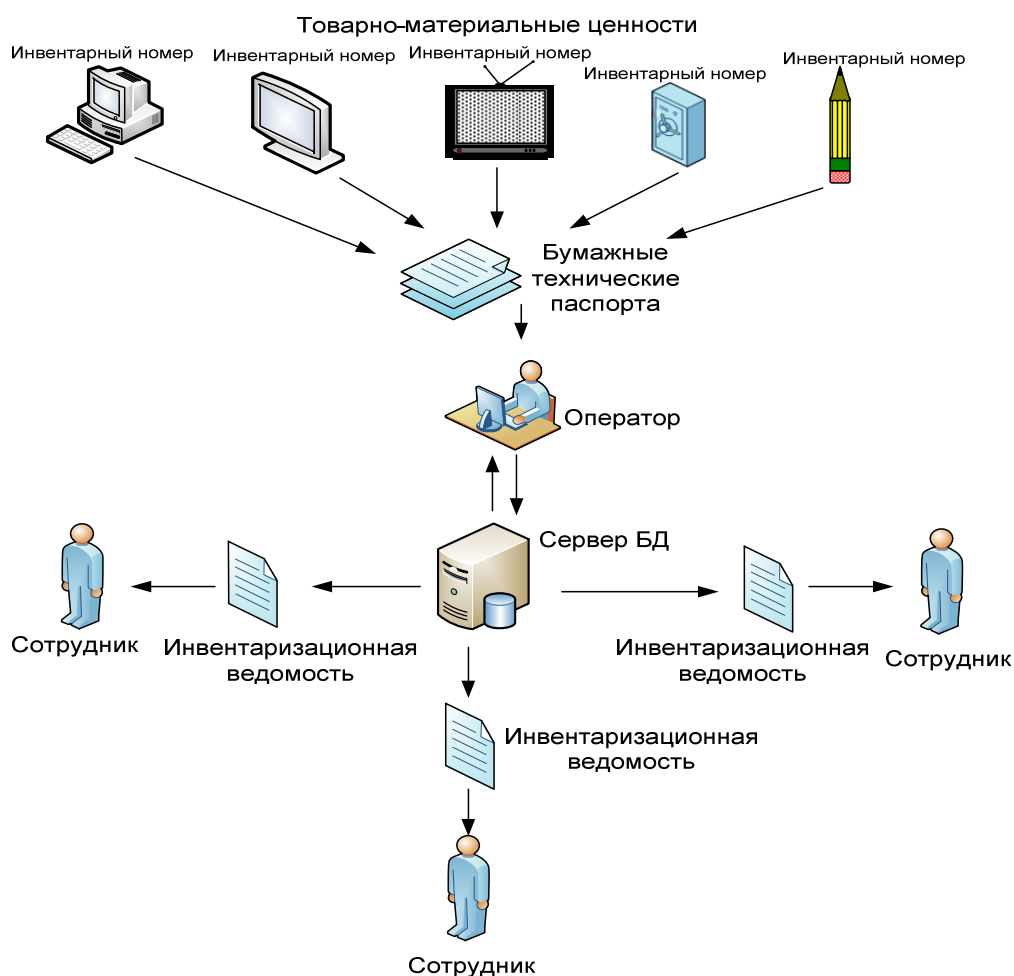 Товарно-материальные ценности
Инвентарный номер
Инвентарный номер
Инвентарный номер
Инвентарный номер
Инвентарный номер
Бумажные
технические
паспорта
Оператор
Сервер БД
Сотрудник
Инвентаризационная
ведомость
Инвентаризационная
ведомость
Сотрудник
Инвентаризационная
ведомость
Сотрудник